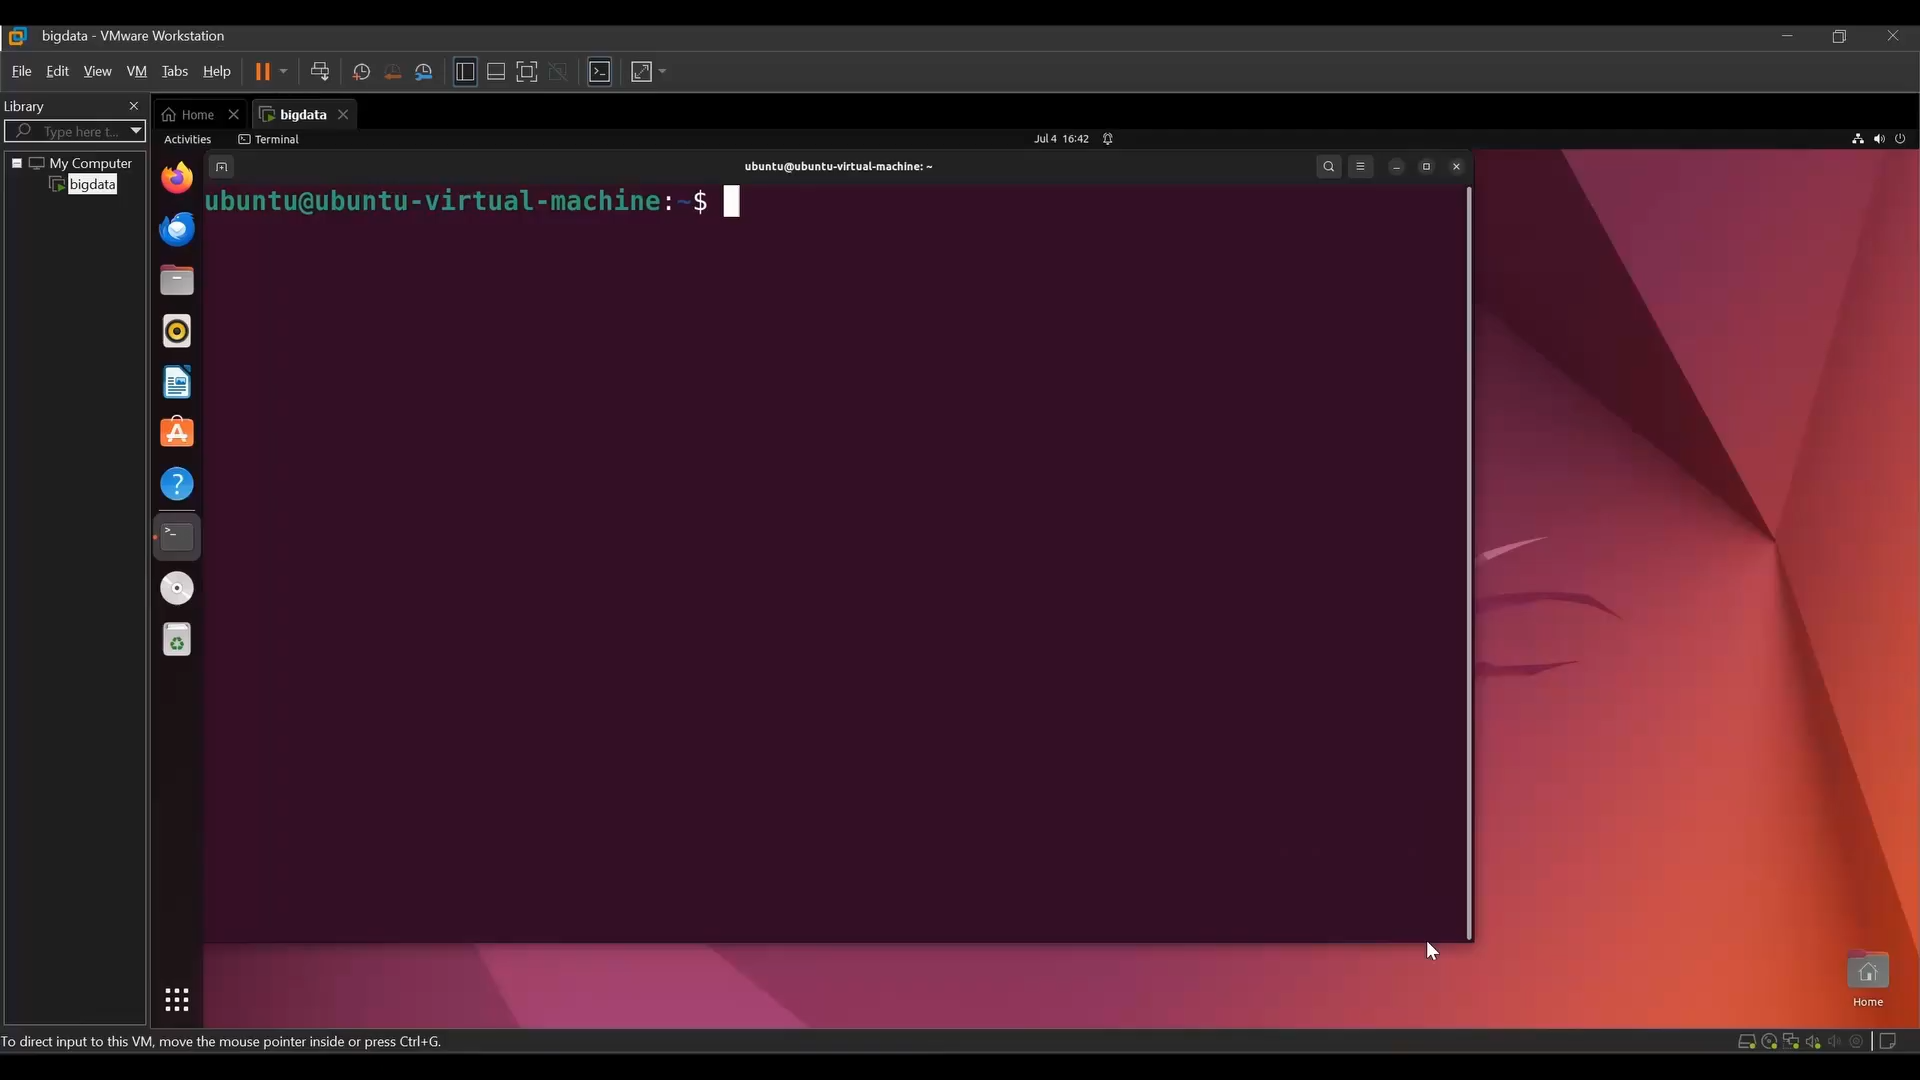 bigdata - VMware Workstation
File Edit View VM Tabs Help
Library
Type here t...
My Computer
bigdata
Home
bigdata
Activities
Terminal
Jul 4 16:42
ubuntu@ubuntu-virtual-machine: ~
ubuntu@ubuntu-virtual-machine:~$
Home
To direct input to this VM, move the mouse pointer inside or press Ctrl+G.